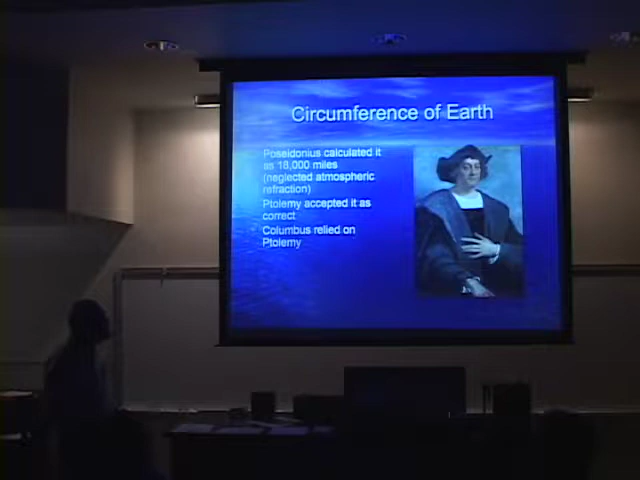 Circumference of Earth
Poseidonius calculated it
as 18,000 miles
(neglected atmospheric
refraction)
Ptolemy accepted it as
correct
Columbus relied on
Ptolemy